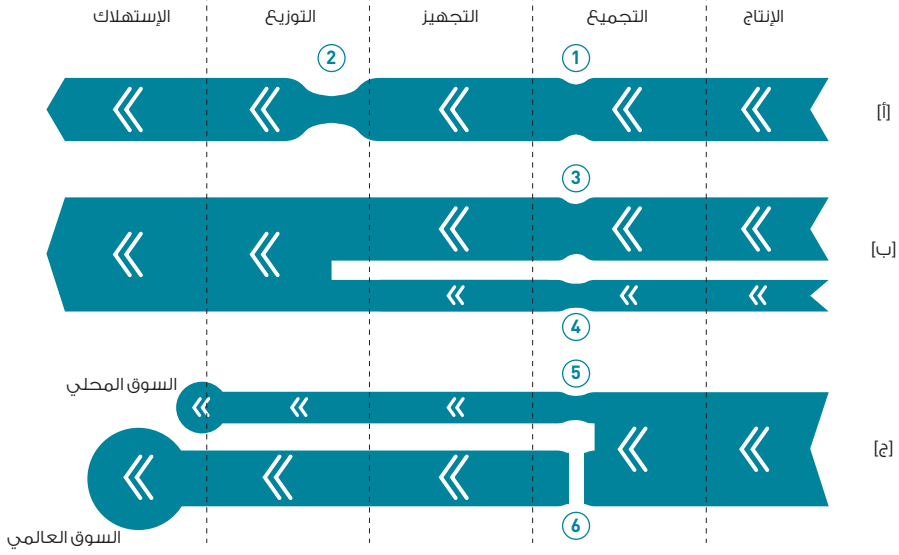 الإنتاج التجميع التجهيز التوزيع الإستهلاك
1 2
[أ]
3
[ب]
4
5
السوق المحلي
[ج]
6
السوق العالمي